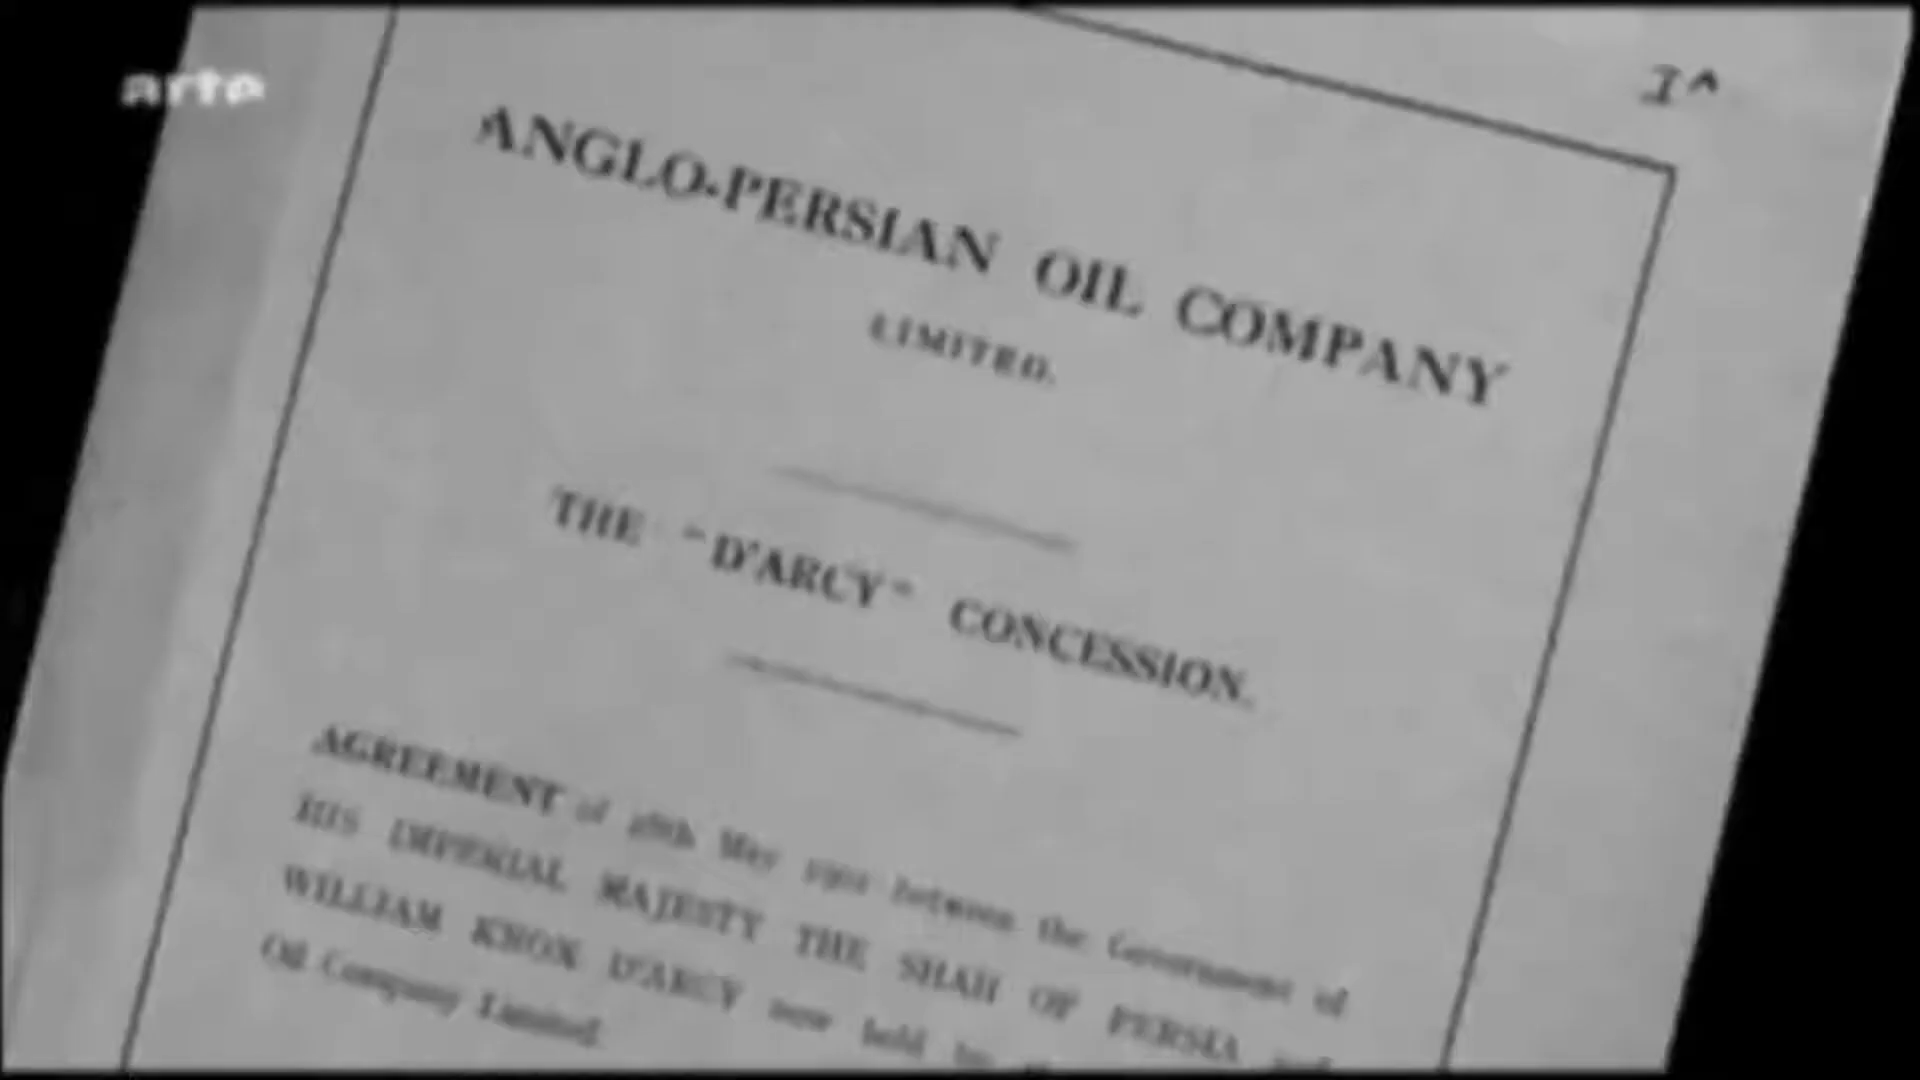 arte
I^
ANGLO-PERSIAN OIL COMPANY
LIMITED.
THE "D'ARCY" CONCESSION.
AGREEMENT of 28th May 1901 between the Government of
HIS IMPERIAL MAJESTY THE SHAH OF PERSIA and
WILLIAM KNOX D'ARCY now held by
Oil Company Limited.